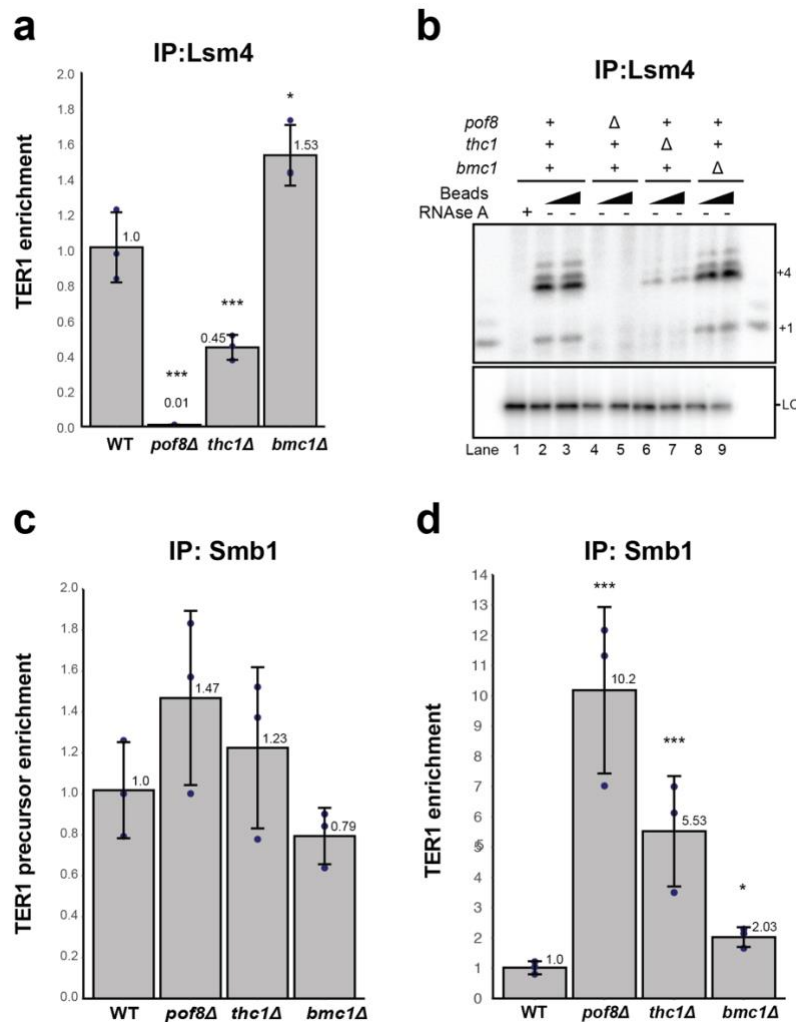 a
IP:Lsm4
TER1 enrichment
2.0
1.8
1.6
1.4
1.2
1.0
0.8
0.6
0.4
0.2
0.0
1.0
***
0.01
***
0.45
*
1.53
WT pof8Δ thc1Δ bmc1Δ
b
IP:Lsm4
pof8 + Δ + +
thc1 + + Δ +
bmc1 + + + Δ
Beads
RNAse A + - - - - - - - -
+4
+1
LC
Lane 1 2 3 4 5 6 7 8 9
c
IP: Smb1
TER1 precursor enrichment
2.0
1.8
1.6
1.4
1.2
1.0
0.8
0.6
0.4
0.2
0.0
1.0
1.47
1.23
0.79
WT pof8Δ thc1Δ bmc1Δ
d
IP: Smb1
TER1 enrichment
14
13
12
11
10
9
8
7
6
5
4
3
2
1
0
1.0
***
10.2
***
5.53
*
2.03
WT pof8Δ thc1Δ bmc1Δ